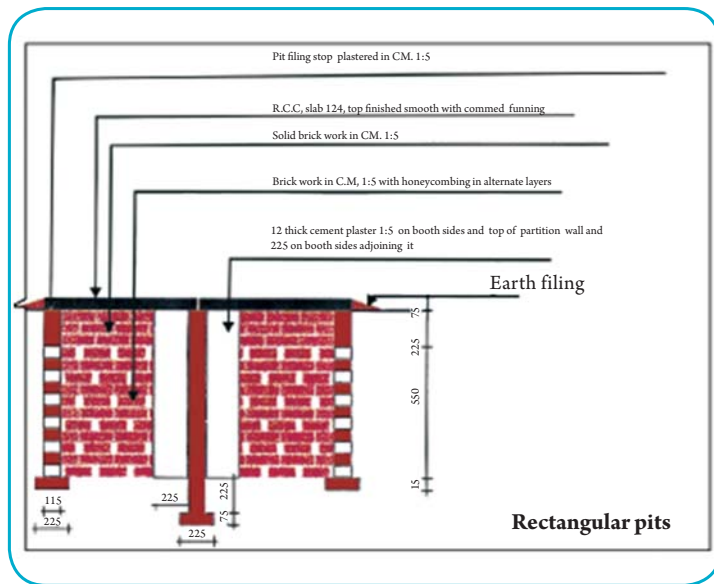 Pit filing stop plastered in CM. 1:5
R.C.C, slab 124, top finished smooth with commed funning
Solid brick work in CM. 1:5
Brick work in C.M, 1:5 with honeycombing in alternate layers
12 thick cement plaster 1:5 on booth sides and top of partition wall and
225 on booth sides adjoining it
Earth filing
75
225
550
15
115
225
225
225
75
225
Rectangular pits